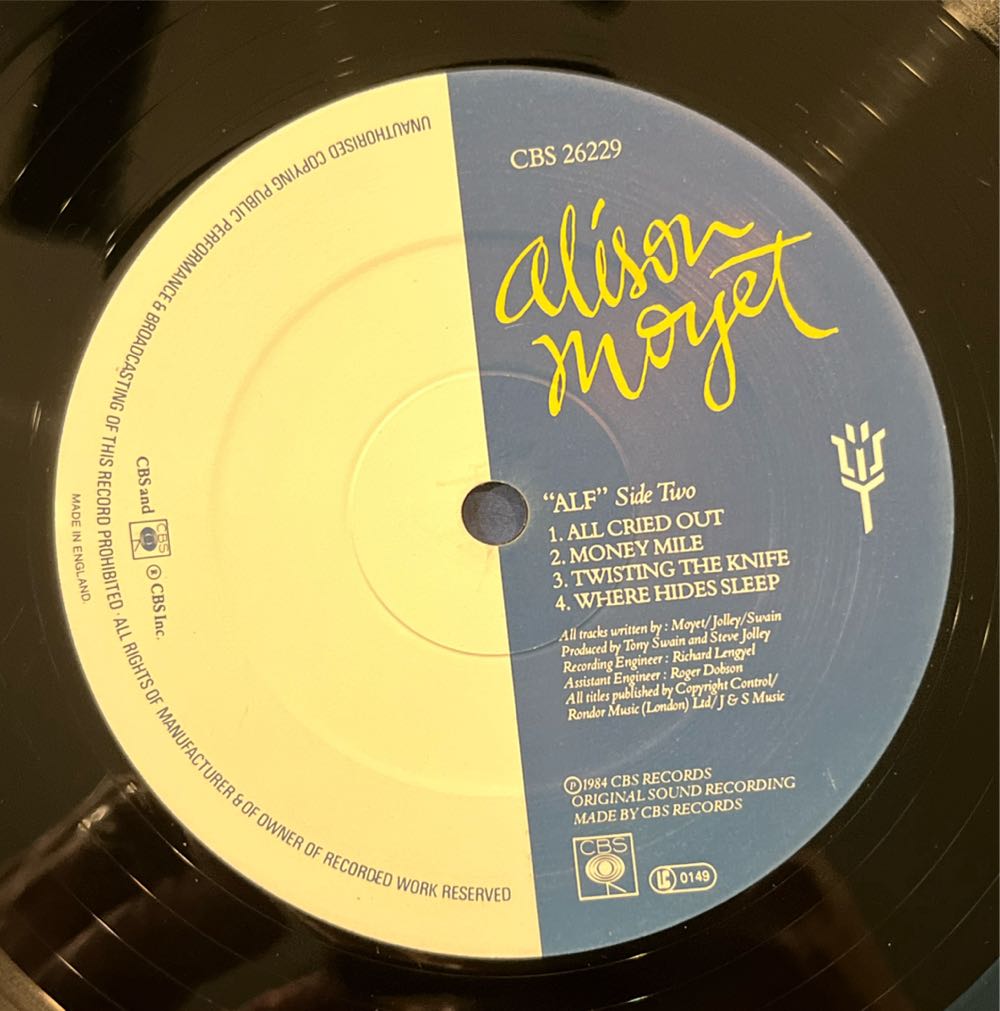 CBS 26229
alison
moyet
"ALF" Side Two
1. ALL CRIED OUT
2. MONEY MILE
3. TWISTING THE KNIFE
4. WHERE HIDES SLEEP
All tracks written by : Moyet/Jolley/Swain
Produced by Tony Swain and Steve Jolley
Recording Engineer : Richard Lengyel
Assistant Engineer : Roger Dobson
All titles published by Copyright Control/
Rondor Music (London) Ltd/J & S Music
℗1984 CBS RECORDS
ORIGINAL SOUND RECORDING
MADE BY CBS RECORDS
CBS
LC 0149
UNAUTHORISED COPYING PUBLIC PERFORMANCE & BROADCASTING OF THIS RECORD PROHIBITED · ALL RIGHTS OF MANUFACTURER & OF OWNER OF RECORDED WORK RESERVED
CBS and CBS ® CBS Inc.
MADE IN ENGLAND.